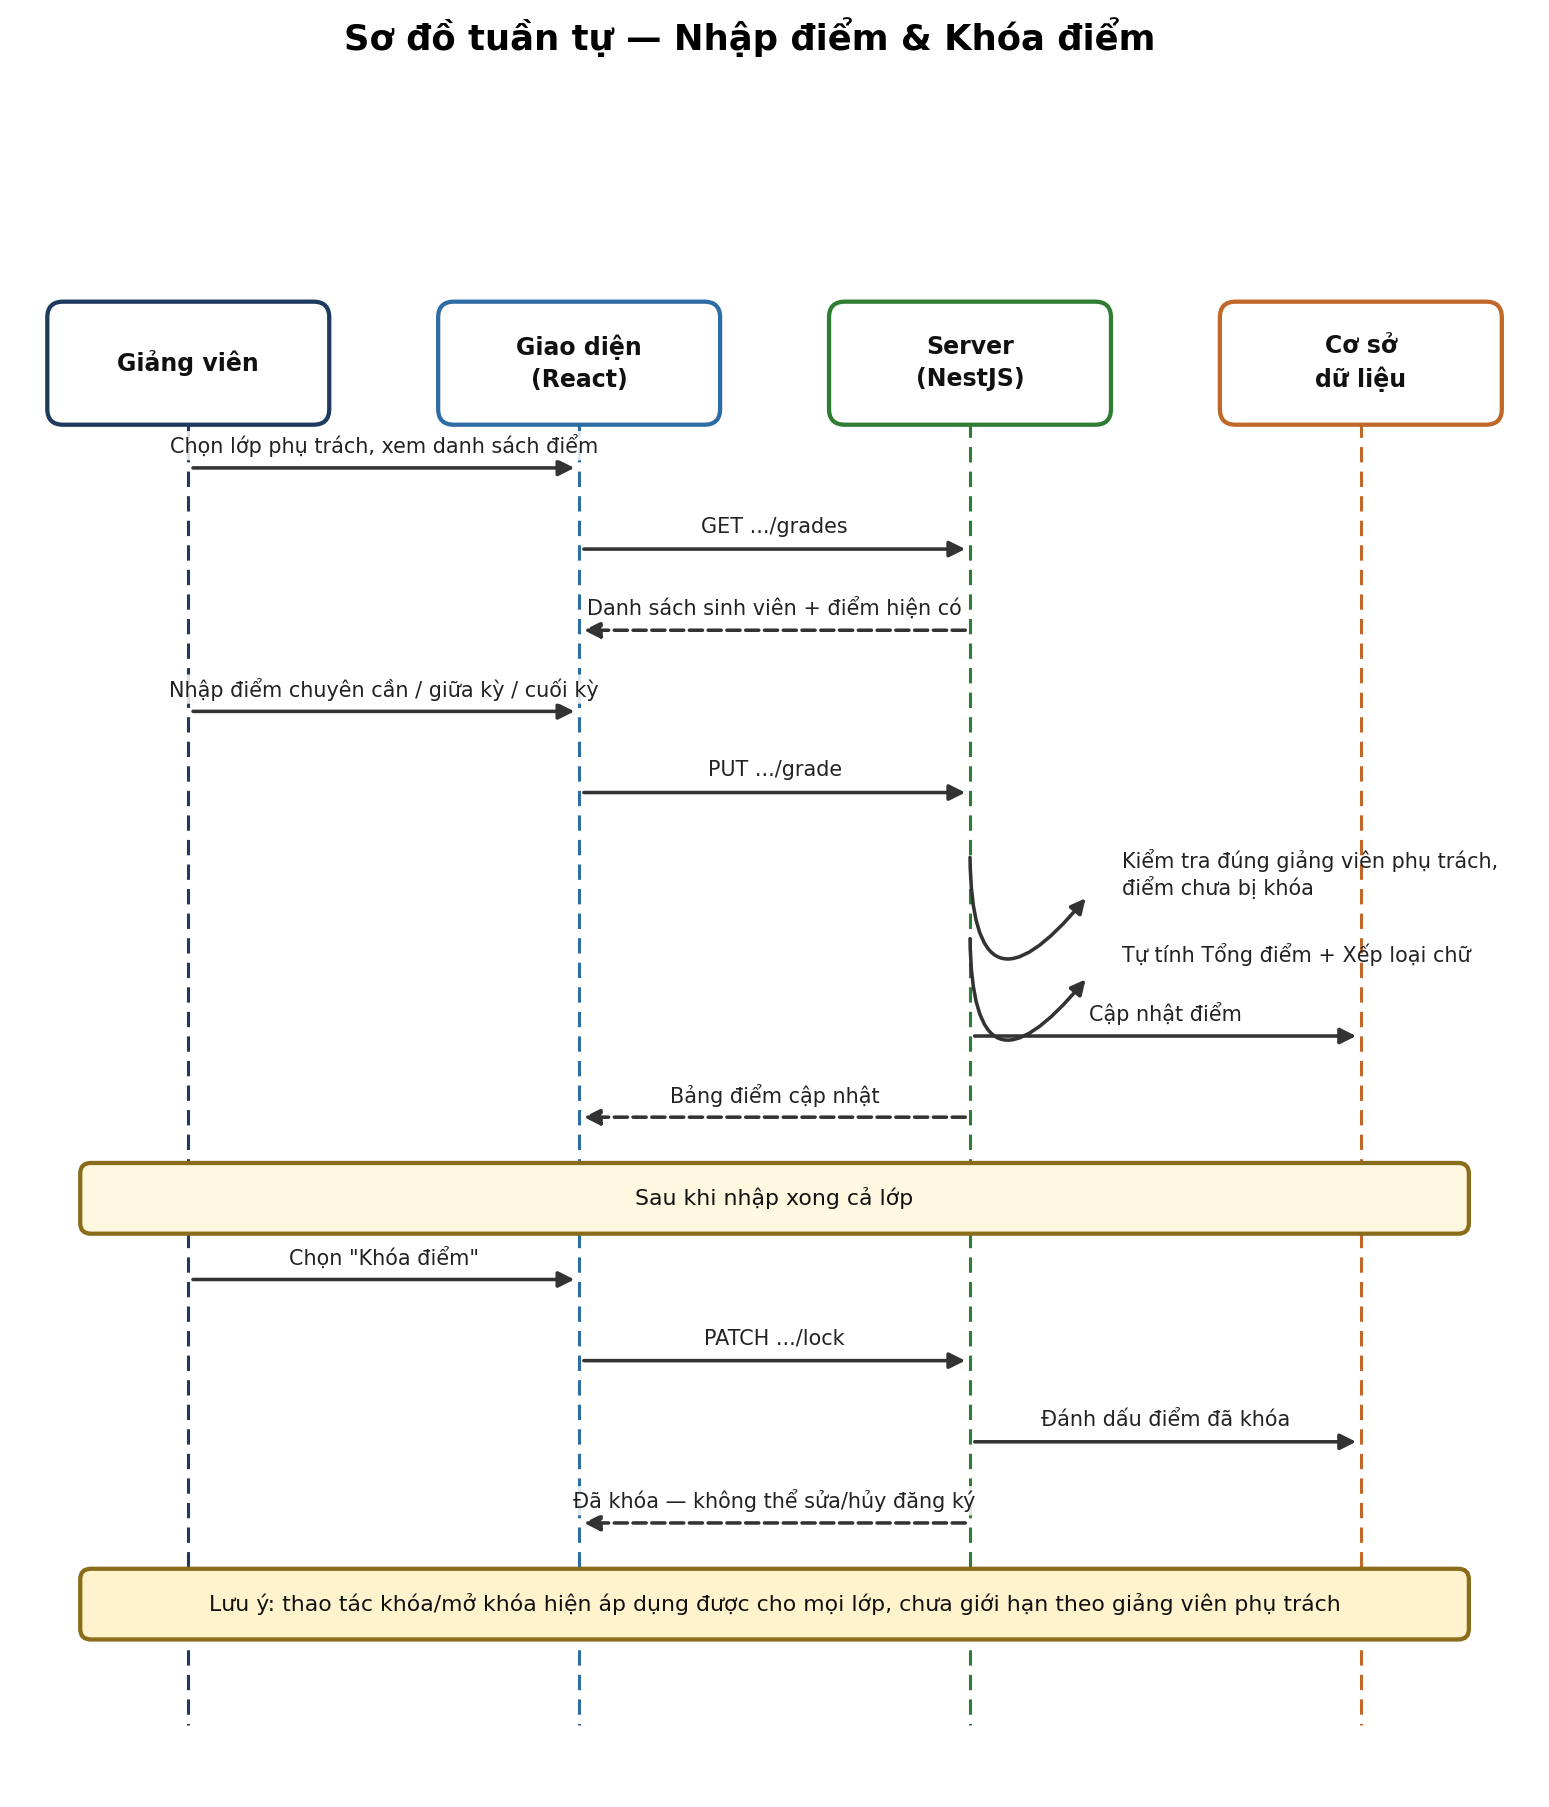 Sơ đồ tuần tự — Nhập điểm & Khóa điểm
Giảng viên
Giao diện
(React)
Server
(NestJS)
Cơ sở
dữ liệu
Chọn lớp phụ trách, xem danh sách điểm
GET .../grades
Danh sách sinh viên + điểm hiện có
Nhập điểm chuyên cần / giữa kỳ / cuối kỳ
PUT .../grade
Kiểm tra đúng giảng viên phụ trách,
điểm chưa bị khóa
Tự tính Tổng điểm + Xếp loại chữ
Cập nhật điểm
Bảng điểm cập nhật
Sau khi nhập xong cả lớp
Chọn "Khóa điểm"
PATCH .../lock
Đánh dấu điểm đã khóa
Đã khóa — không thể sửa/hủy đăng ký
Lưu ý: thao tác khóa/mở khóa hiện áp dụng được cho mọi lớp, chưa giới hạn theo giảng viên phụ trách